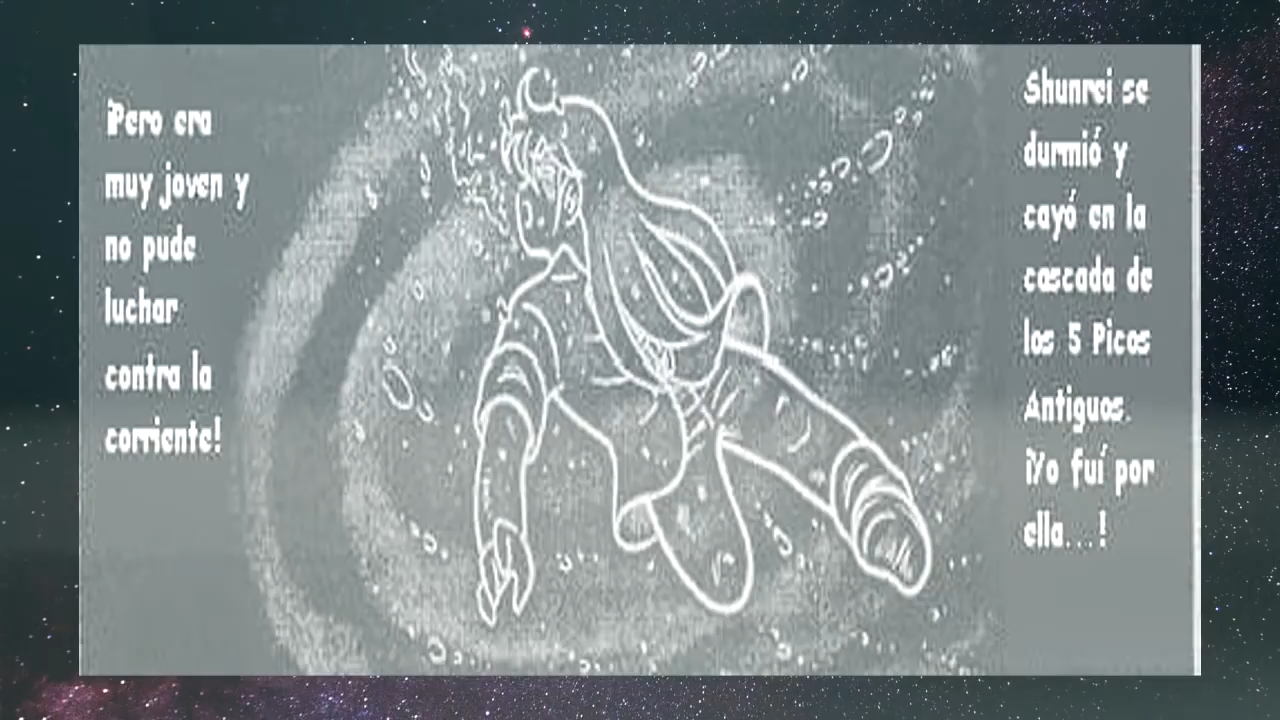 Shunrei se
durmió y
cayó en la
cascada de
los 5 Picos
Antiguos.
¡Yo fuí por
ella...!
¡Pero era
muy joven y
no pude
luchar
contra la
corriente!